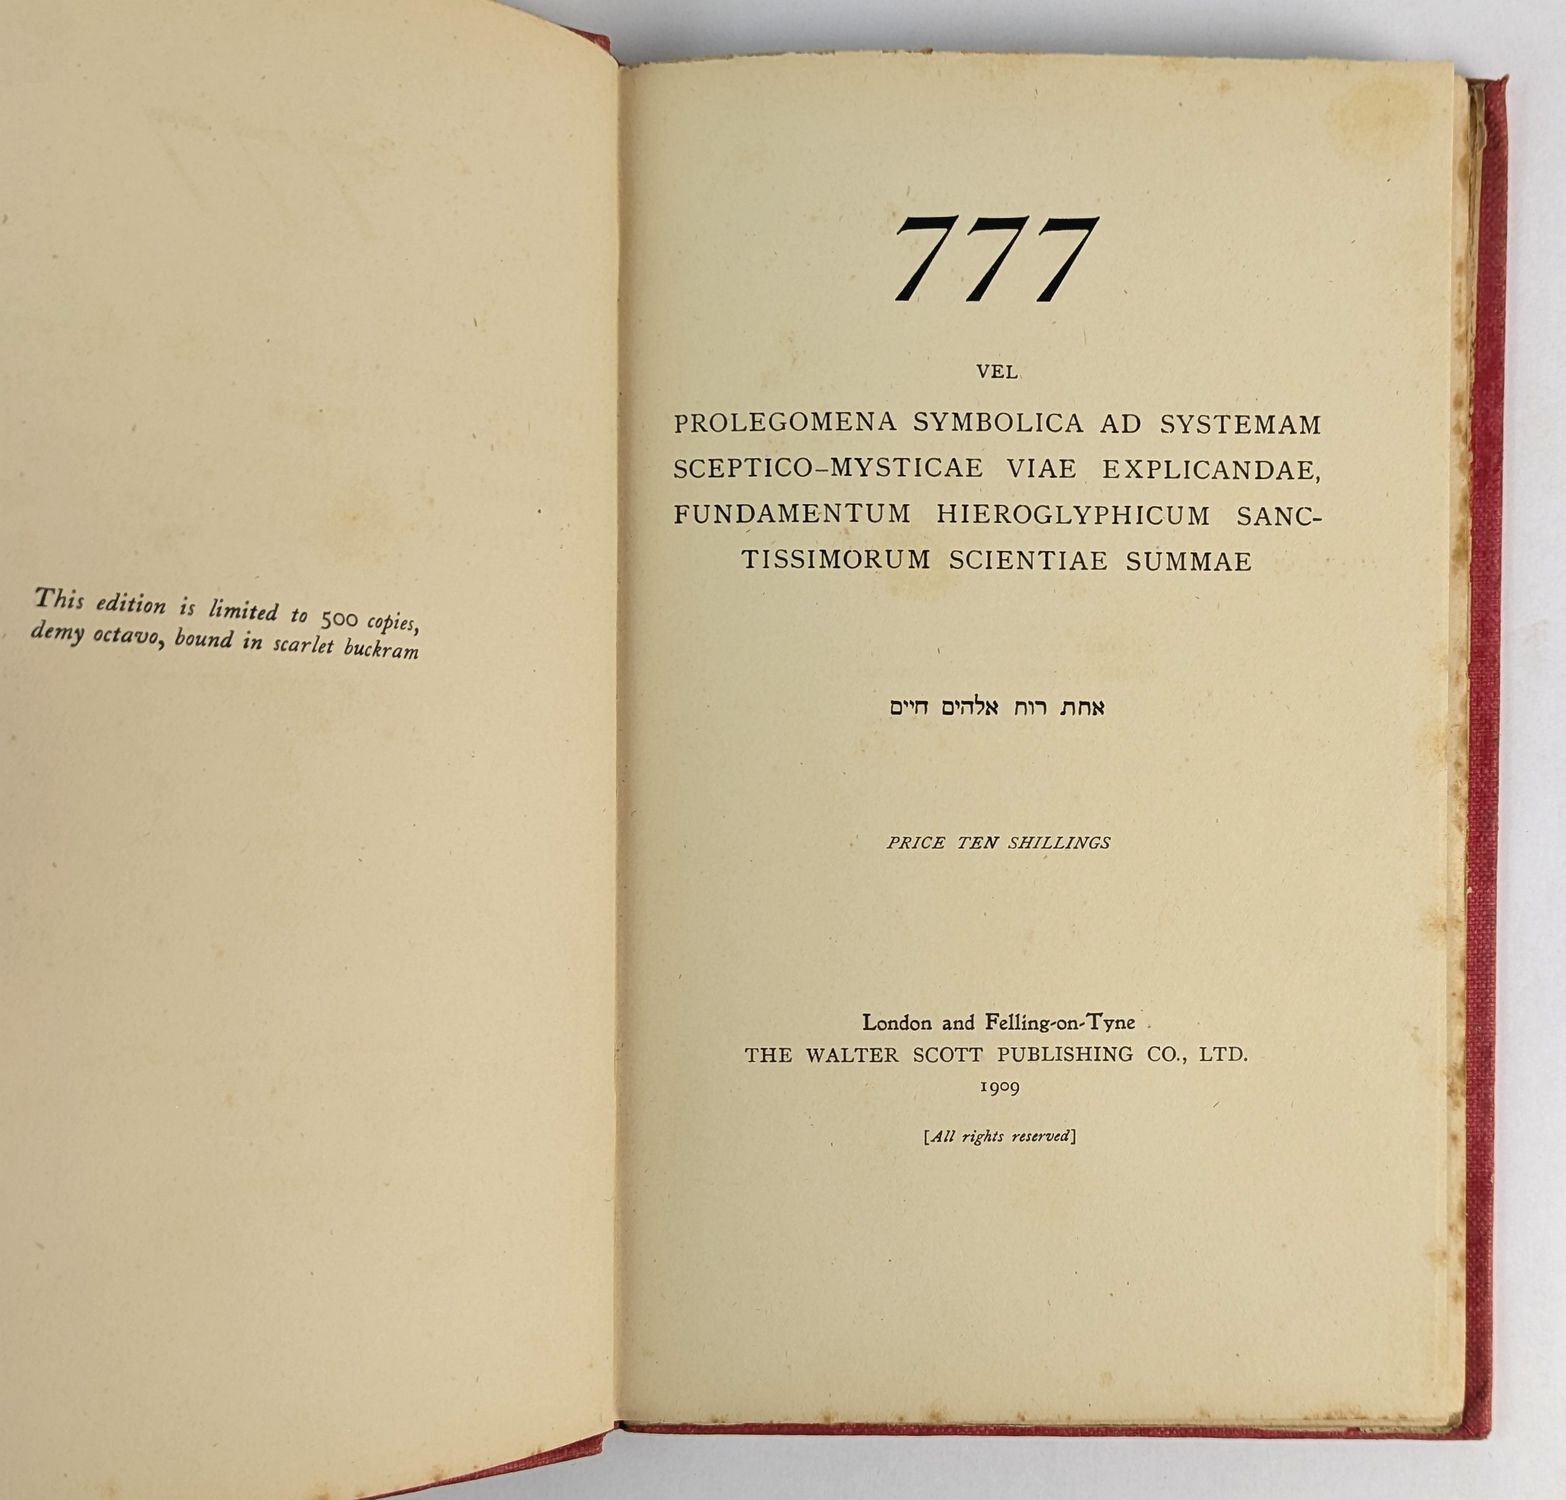 This edition is limited to 500 copies,
demy octavo, bound in scarlet buckram
777
VEL
PROLEGOMENA SYMBOLICA AD SYSTEMAM
SCEPTICO-MYSTICAE VIAE EXPLICANDAE,
FUNDAMENTUM HIEROGLYPHICUM SANC-
TISSIMORUM SCIENTIAE SUMMAE
אחת רוח אלהים חיים
PRICE TEN SHILLINGS
London and Felling-on-Tyne
THE WALTER SCOTT PUBLISHING CO., LTD.
1909
[All rights reserved]